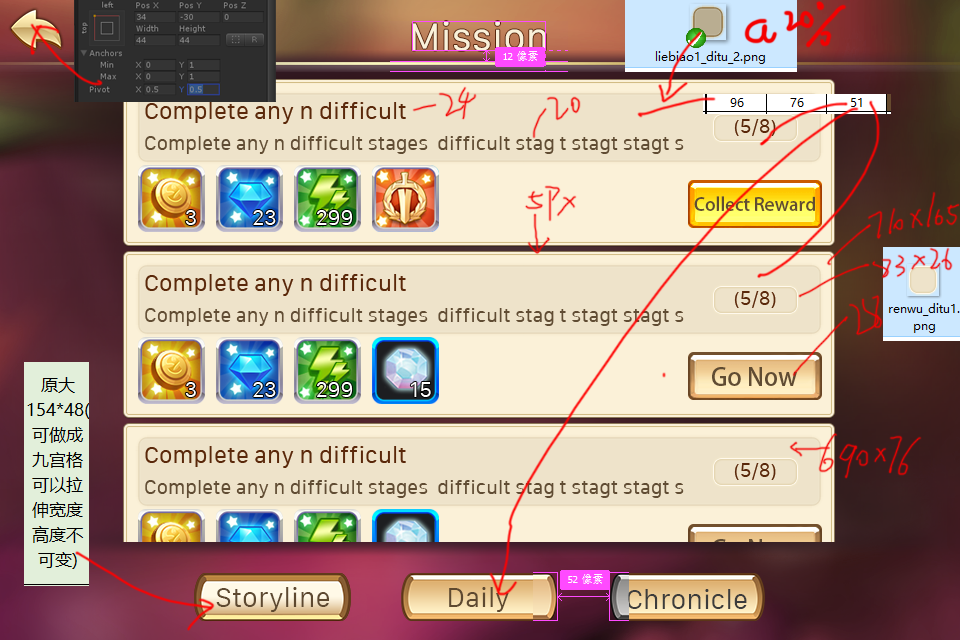 left
Pos X Pos Y Pos Z
34 -30 0
Width Height
44 44
top
R
Anchors
Min X 0 Y 1
Max X 0 Y 1
Pivot X 0.5 Y 0.5
Mission
12 像素
liebiao1_ditu_2.png
a 20%
96 76 51
Complete any n difficult
24
20
(5/8)
Complete any n difficult stages difficult stag t stagt stagt s
3
23
299
Collect Reward
5Px
710×165
Complete any n difficult
(5/8)
83×26
Complete any n difficult stages difficult stag t stagt stagt s
renwu_ditu1.
png
28
3
23
299
15
Go Now
原大
154*48(
可做成
九宫格
可以拉
伸宽度
高度不
可变)
Complete any n difficult
(5/8)
690×76
Complete any n difficult stages difficult stag t stagt stagt s
Storyline
Daily
52 像素
Chronicle